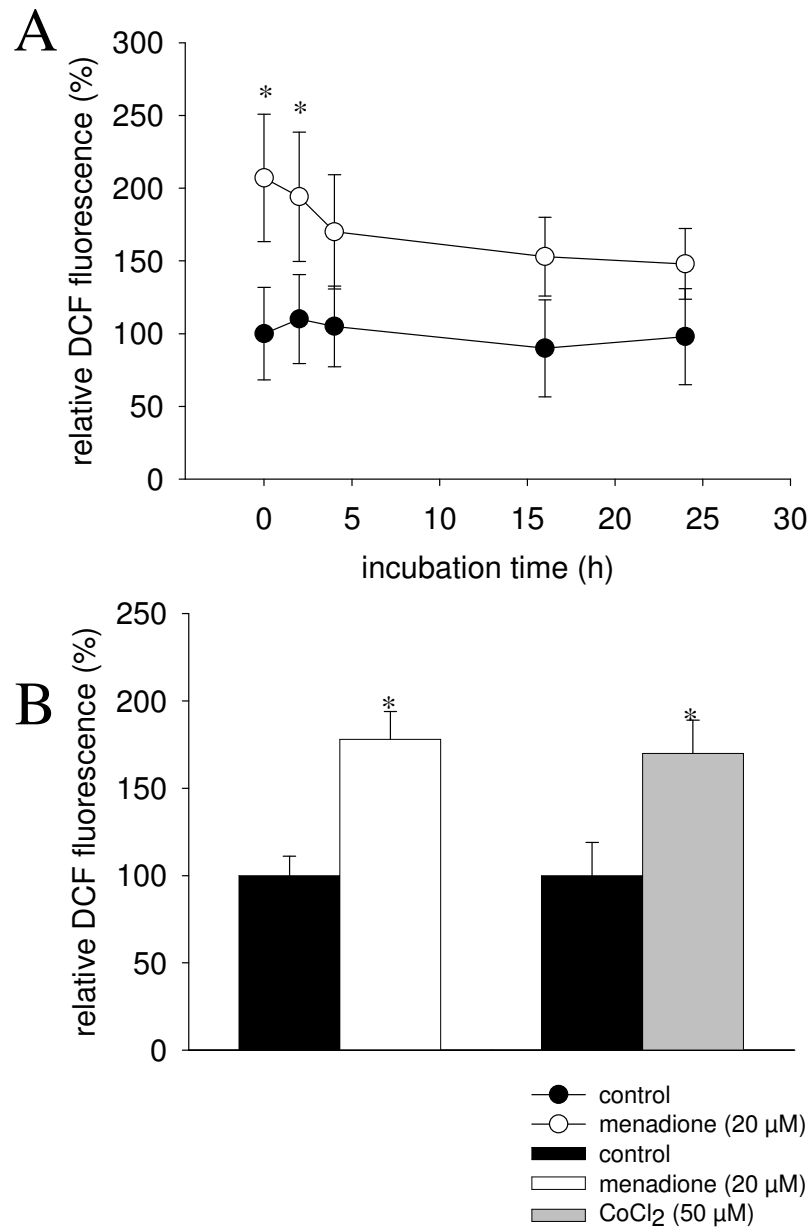 A
relative DCF fluorescence (%)
300
250
200
150
100
50
0
* *
0 5 10 15 20 25 30
incubation time (h)
B
relative DCF fluorescence (%)
250
200
150
100
50
0
* *
control
menadione (20 µM)
control
menadione (20 µM)
CoCl2 (50 µM)